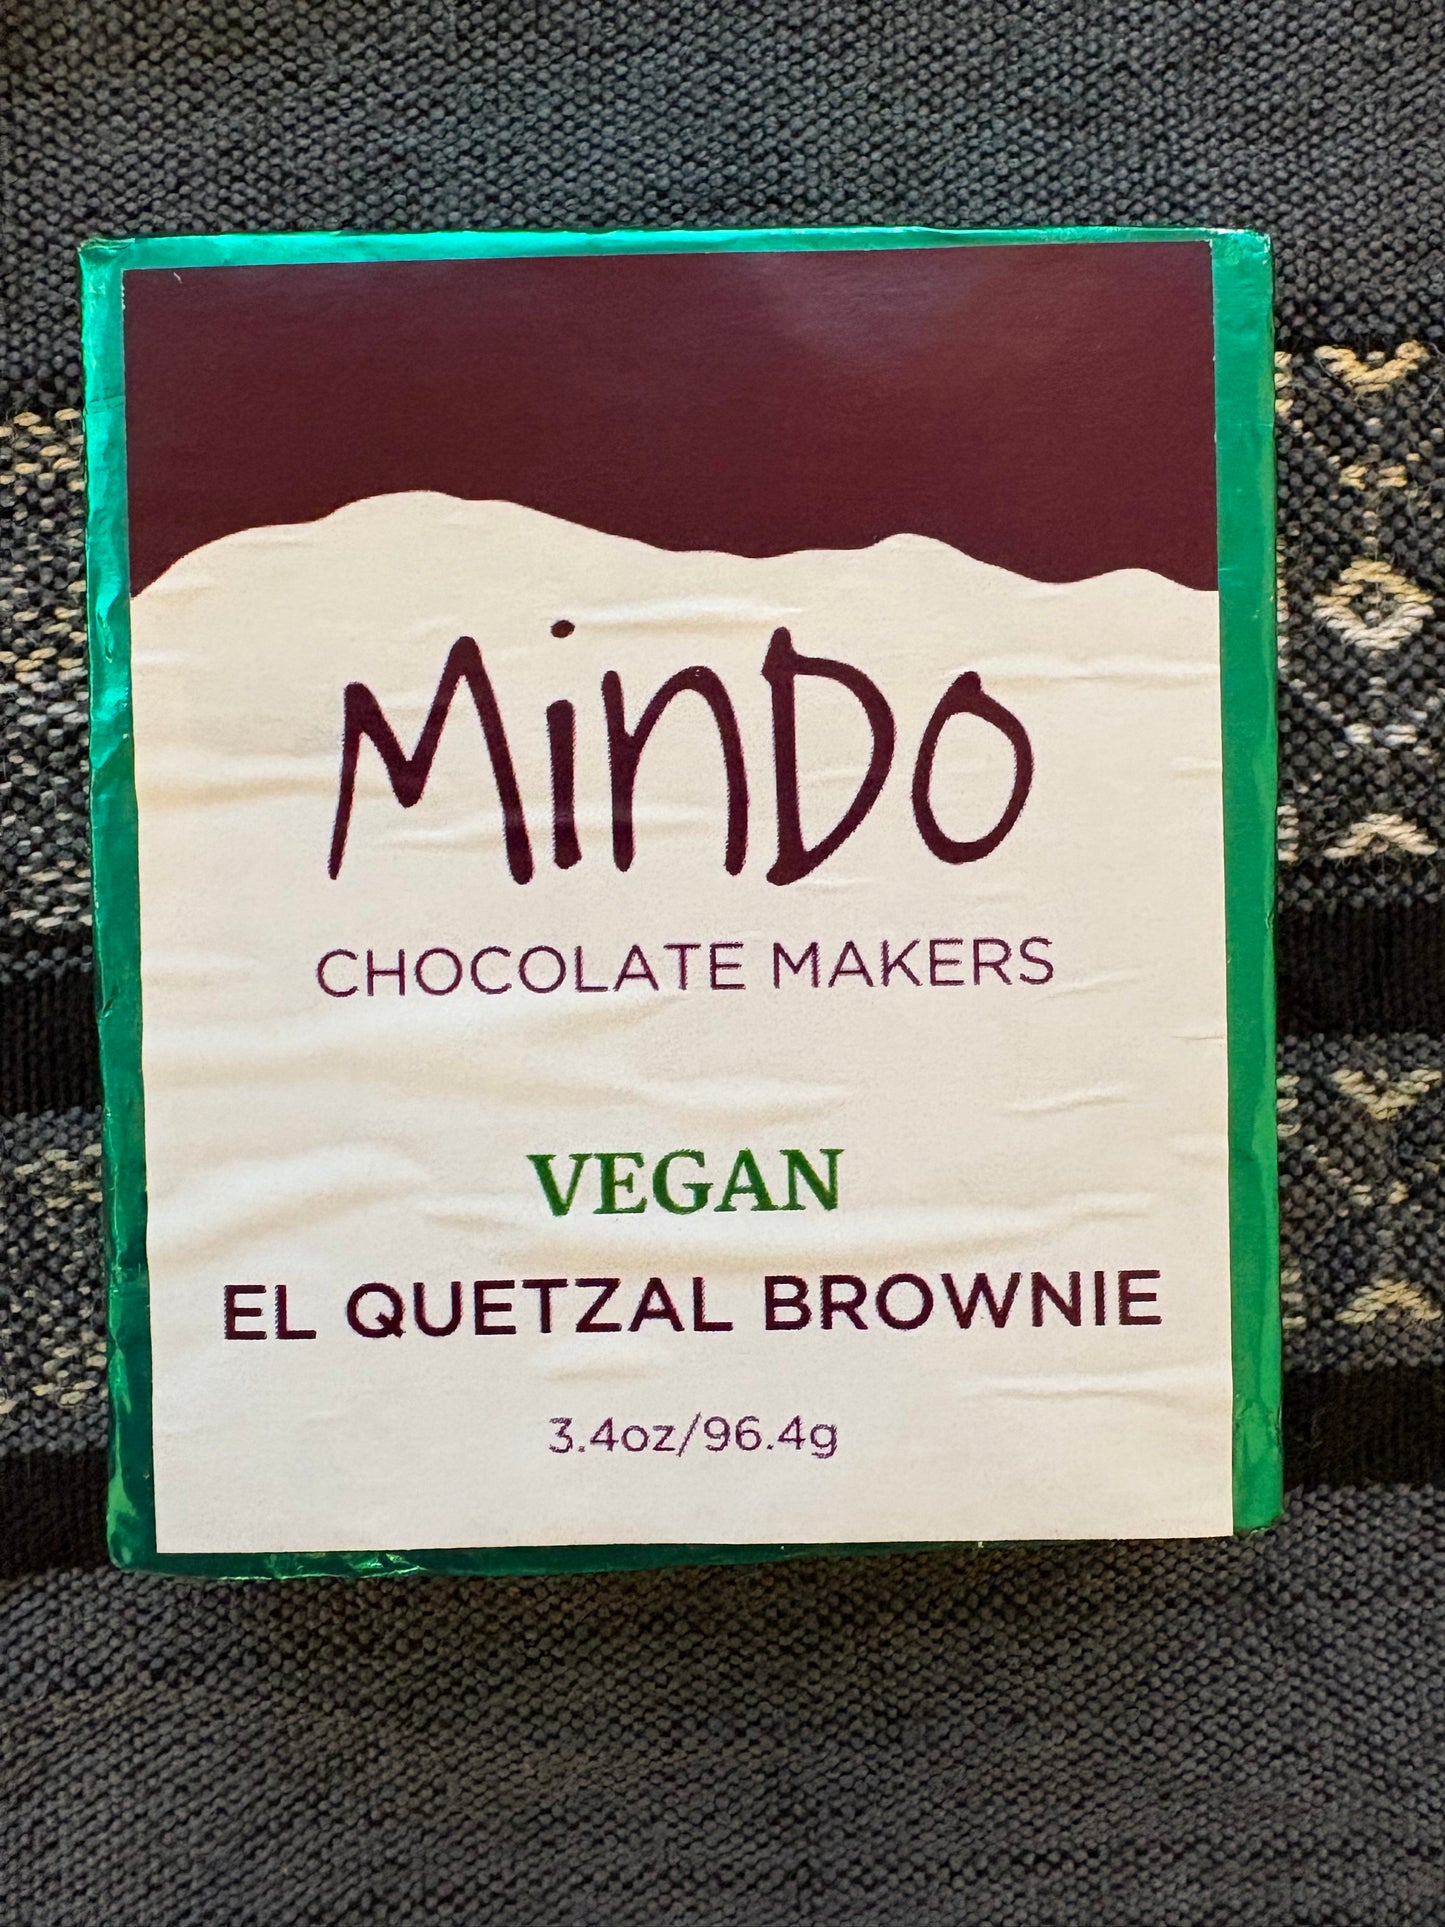 MinDo
CHOCOLATE MAKERS
VEGAN
EL QUETZAL BROWNIE
3.4oz/96.4g